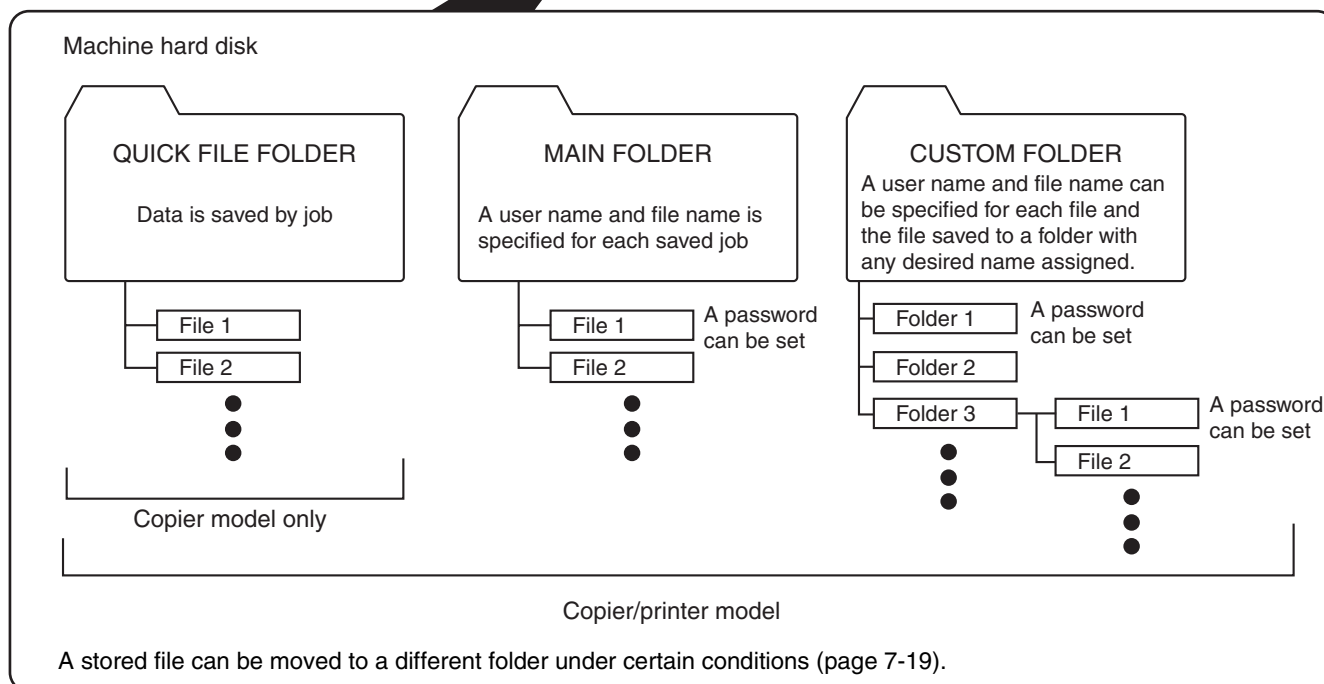 Machine hard disk
QUICK FILE FOLDER
Data is saved by job
File 1
File 2
Copier model only
MAIN FOLDER
A user name and file name is
specified for each saved job
File 1
A password
can be set
File 2
CUSTOM FOLDER
A user name and file name can
be specified for each file and
the file saved to a folder with
any desired name assigned.
Folder 1
A password
can be set
Folder 2
Folder 3
File 1
A password
can be set
File 2
Copier/printer model
A stored file can be moved to a different folder under certain conditions (page 7-19).